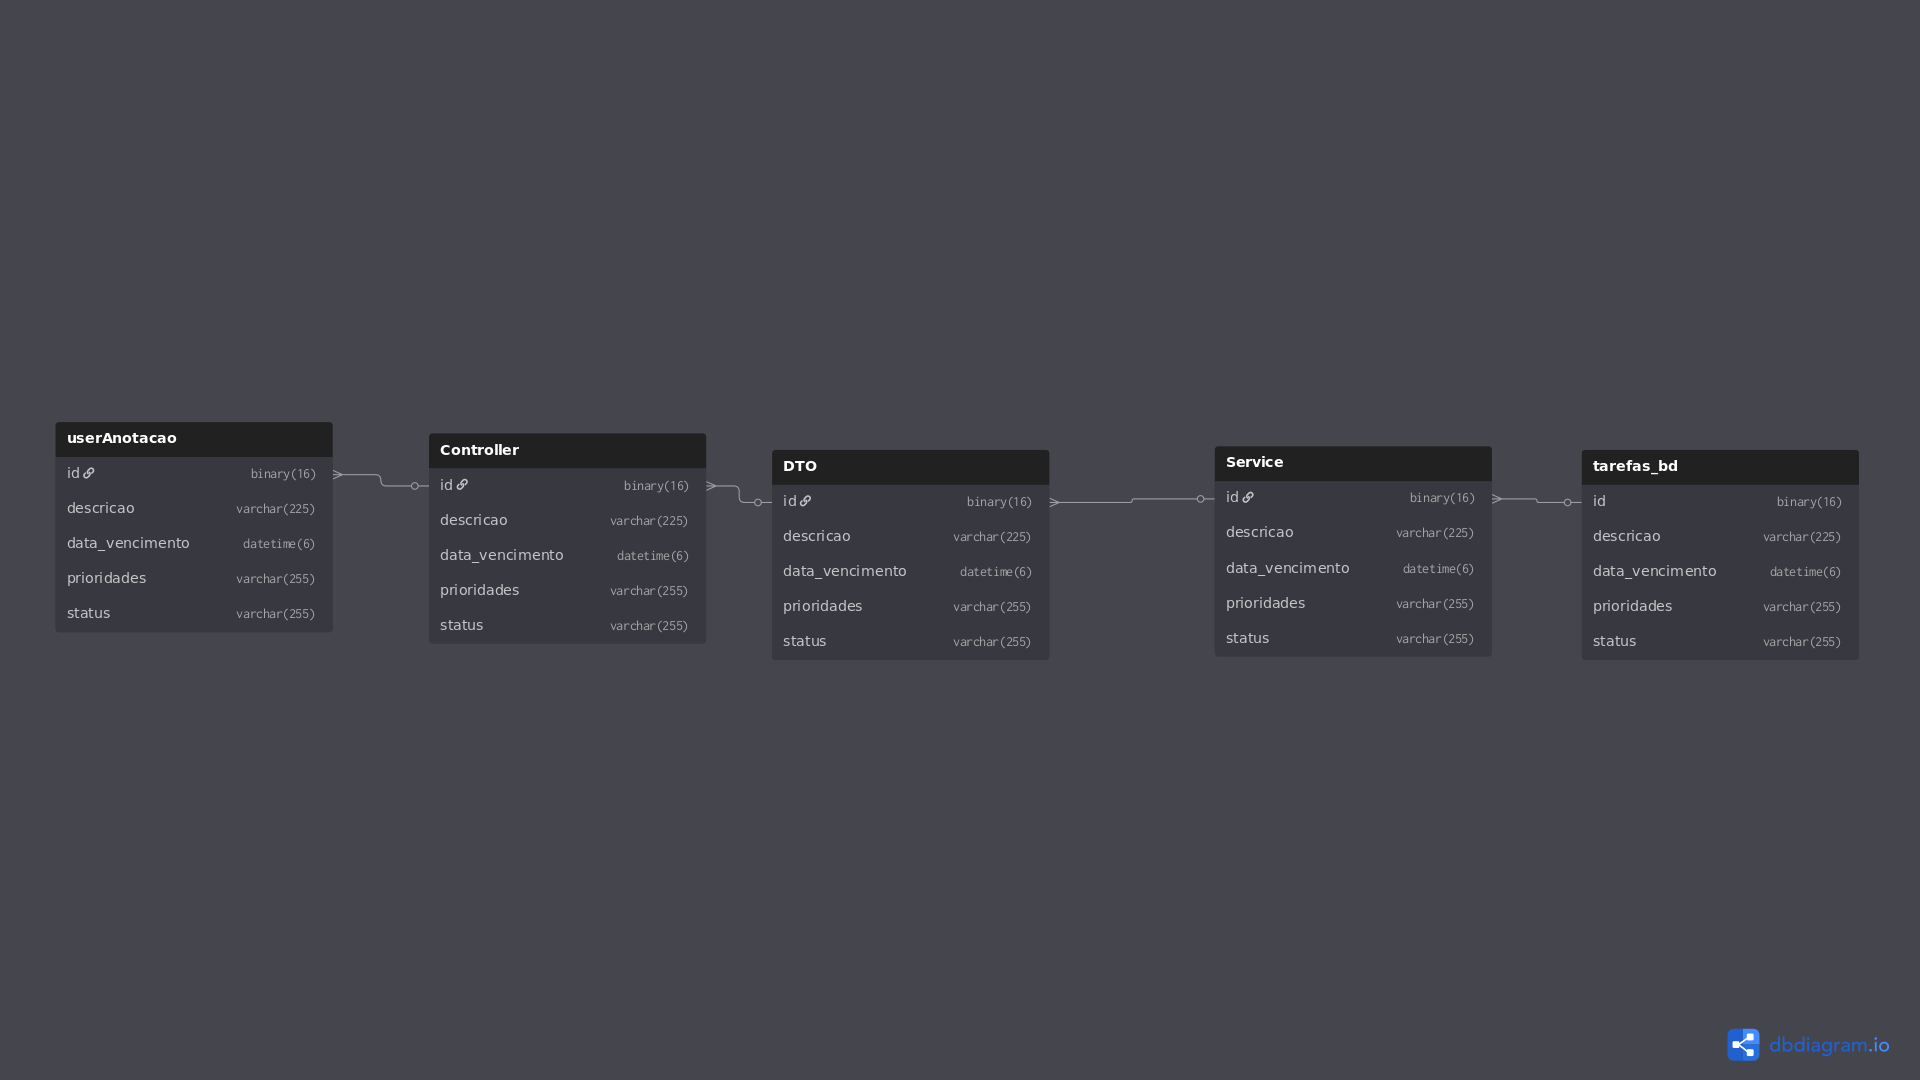 userAnotacao
id binary(16)
descricao varchar(225)
data_vencimento datetime(6)
prioridades varchar(255)
status varchar(255)
Controller
id binary(16)
descricao varchar(225)
data_vencimento datetime(6)
prioridades varchar(255)
status varchar(255)
DTO
id binary(16)
descricao varchar(225)
data_vencimento datetime(6)
prioridades varchar(255)
status varchar(255)
Service
id binary(16)
descricao varchar(225)
data_vencimento datetime(6)
prioridades varchar(255)
status varchar(255)
tarefas_bd
id binary(16)
descricao varchar(225)
data_vencimento datetime(6)
prioridades varchar(255)
status varchar(255)
dbdiagram.io